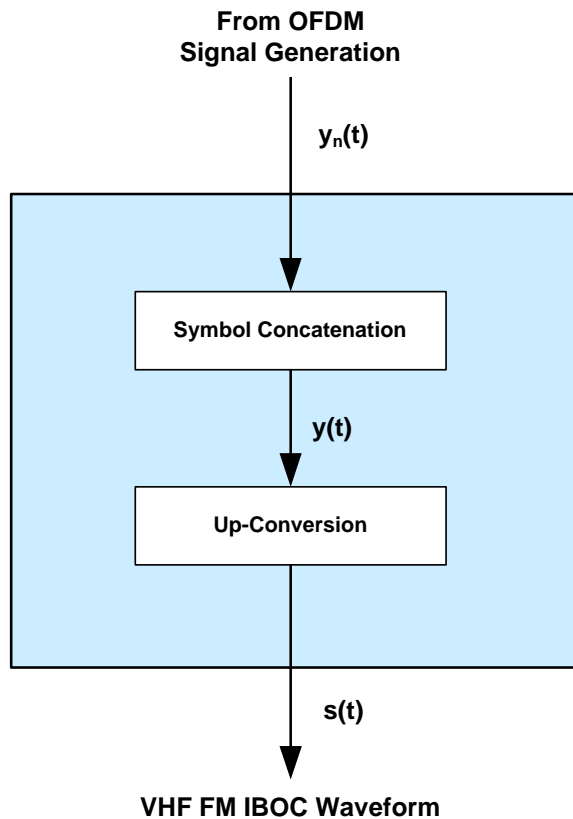 From OFDM
Signal Generation
yn(t)
Symbol Concatenation
y(t)
Up-Conversion
s(t)
VHF FM IBOC Waveform